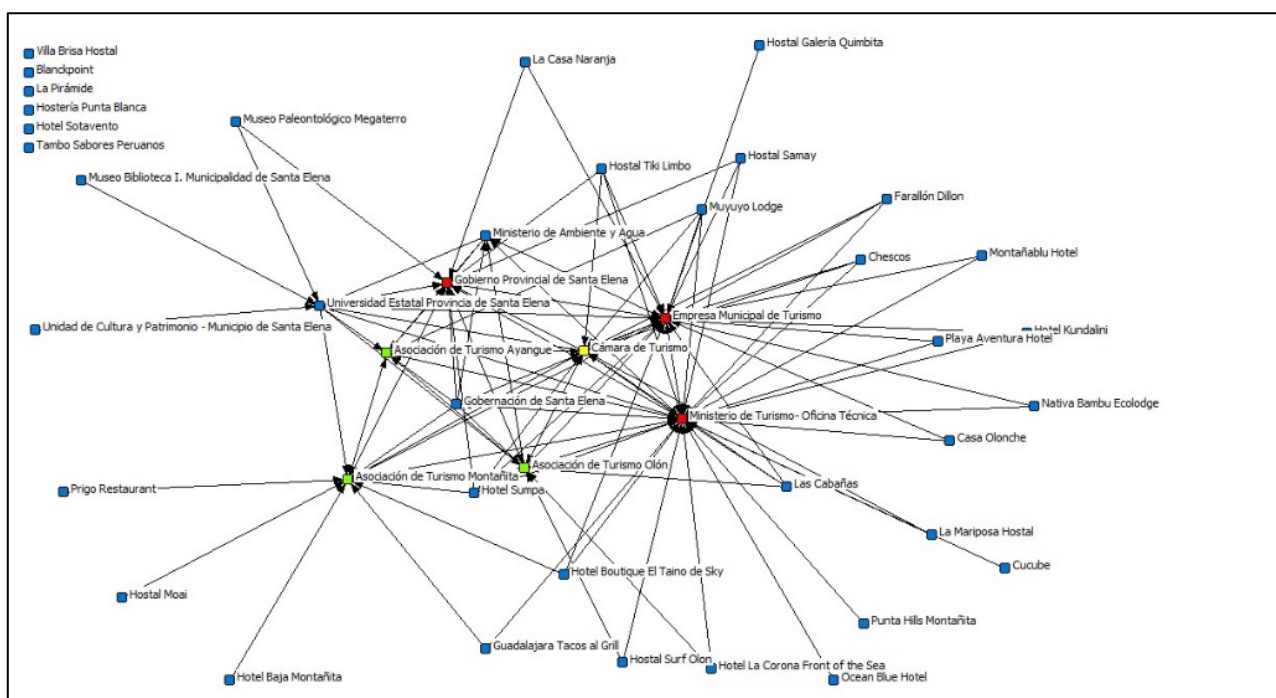 Villa Brisa Hostal
Blanckpoint
La Pirámide
Hostería Punta Blanca
Hotel Sotavento
Tambo Sabores Peruanos
Hostal Galería Quimbita
La Casa Naranja
Museo Paleontológico Megaterro
Hostal Samay
Hostal Tiki Limbo
Museo Biblioteca I. Municipalidad de Santa Elena
Farallón Dillon
Muyuyo Lodge
Ministerio de Ambiente y Agua
Montañablu Hotel
Chescos
Gobierno Provincial de Santa Elena
Universidad Estatal Provincia de Santa Elena
Empresa Municipal de Turismo
Unidad de Cultura y Patrimonio - Municipio de Santa Elena
Hotel Kundalini
Playa Aventura Hotel
Cámara de Turismo
Asociación de Turismo Ayangue
Gobernación de Santa Elena
Nativa Bambu Ecolodge
Ministerio de Turismo- Oficina Técnica
Casa Olonche
Asociación de Turismo Olón
Asociación de Turismo Montañita
Las Cabañas
Prigo Restaurant
Hotel Sumpa
La Mariposa Hostal
Cucube
Hotel Boutique El Taino de Sky
Hostal Moai
Punta Hills Montañita
Guadalajara Tacos al Grill
Hostal Surf Olon
Hotel La Corona Front of the Sea
Hotel Baja Montañita
Ocean Blue Hotel